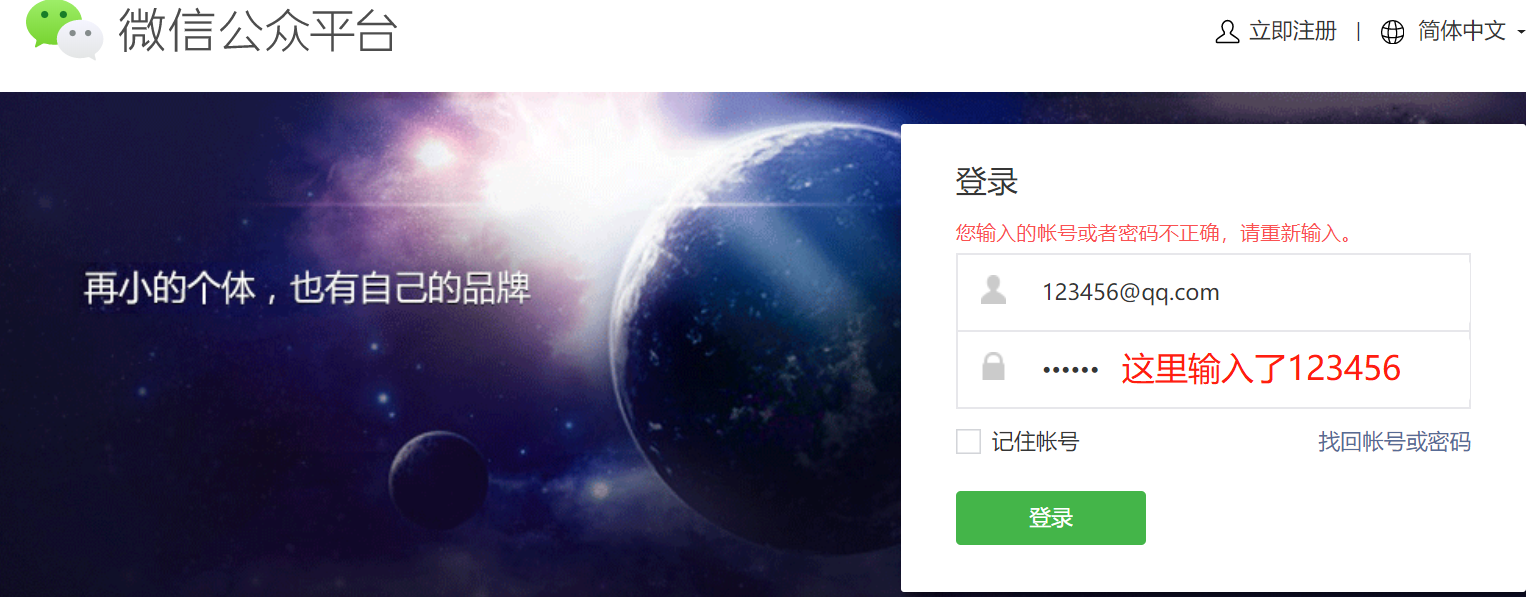 微信公众平台
立即注册 | 简体中文
登录
您输入的帐号或者密码不正确，请重新输入。
再小的个体，也有自己的品牌
123456@qq.com
•••••• 这里输入了123456
记住帐号 找回帐号或密码
登录